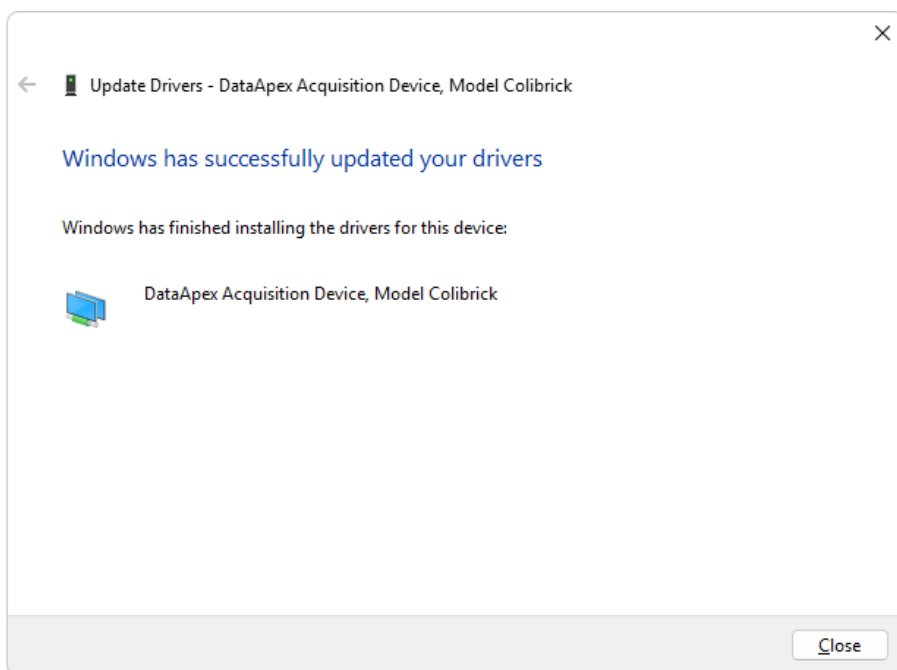 Update Drivers - DataApex Acquisition Device, Model Colibrick
Windows has successfully updated your drivers
Windows has finished installing the drivers for this device:
DataApex Acquisition Device, Model Colibrick
Close